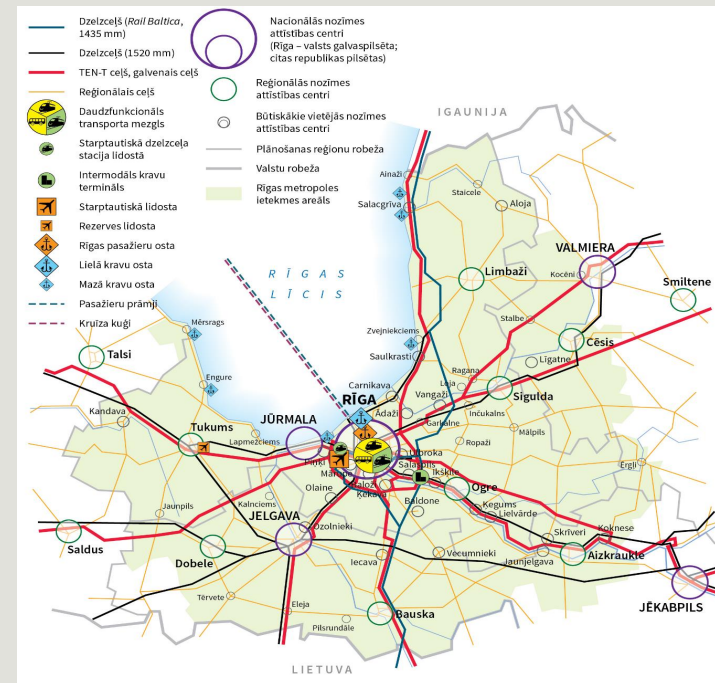 Dzelzceļš (Rail Baltica,
1435 mm)
Dzelzceļš (1520 mm)
TEN-T ceļš, galvenais ceļš
Reģionālais ceļš
Daudzfunkcionāls
transporta mezgls
Starptautiskā dzelzceļa
stacija lidostā
Intermodāls kravu
termināls
Starptautiskā lidosta
Rezerves lidosta
Rīgas pasažieru osta
Lielā kravu osta
Mazā kravu osta
Pasažieru prāmji
Kruīza kuģi
Nacionālās nozīmes
attīstības centri
(Rīga – valsts galvaspilsēta;
citas republikas pilsētas)
Reģionālās nozīmes
attīstības centri
Būtiskākie vietējās nozīmes
attīstības centri
Plānošanas reģionu robeža
Valstu robeža
Rīgas metropoles
ietekmes areāls
IGAUNIJA
Ainaži
Staicele
Salacgrīva
Aloja
VALMIERA
RĪGAS
LĪCIS
Limbaži
Kocēni
Smiltene
Mērsrags
Stalbe
Zvejniekciems
Cēsis
Talsi
Saulkrasti
Līgatne
Engure
Ragana
Carnikava
Lēja
Sigulda
RĪGA
Vangaži
Kandava
Ādaži
Inčukalns
Tukums
JŪRMALA
Garkalne
Mālpils
Lapmežciems
Ropaži
Ulbroka
Piņķi
Salaspils
Ērgļi
Mārupe
Ikšķile
Olaine
Ogre
Ķekava
Kalnciems
Baldone
Ķegums
Jaunpils
JELGAVA
Lielvārde
Ozolnieki
Skrīveri
Koknese
Saldus
Dobele
Iecava
Vecumnieki
Jaunjelgava
Aizkraukle
Tērvete
Eleja
Bauska
JĒKABPILS
Pilsrundāle
LIETUVA